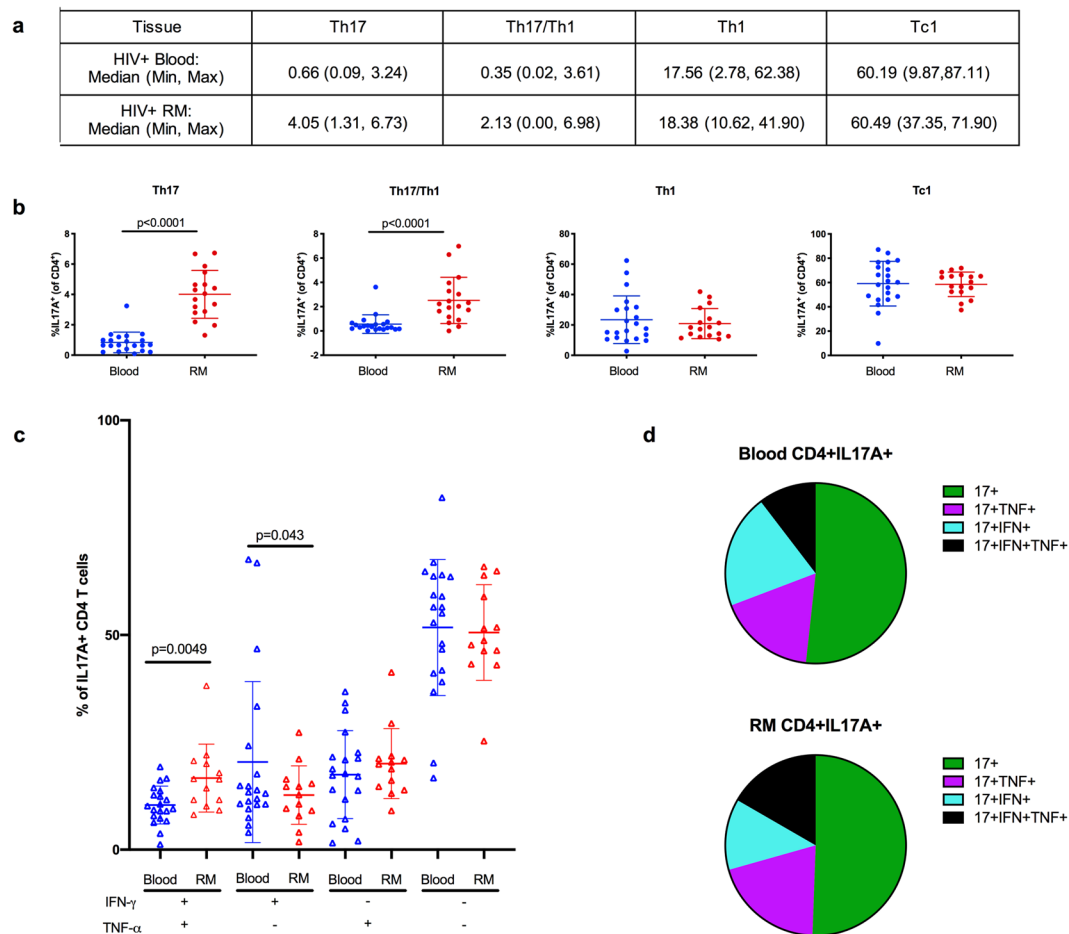 a
Tissue Th17 Th17/Th1 Th1 Tc1
HIV+ Blood:
Median (Min, Max) 0.66 (0.09, 3.24) 0.35 (0.02, 3.61) 17.56 (2.78, 62.38) 60.19 (9.87,87.11)
HIV+ RM:
Median (Min, Max) 4.05 (1.31, 6.73) 2.13 (0.00, 6.98) 18.38 (10.62, 41.90) 60.49 (37.35, 71.90)
b
Th17
p<0.0001
%IL17A⁺ (of CD4⁺)
8
6
4
2
0
Blood RM
Th17/Th1
p<0.0001
%IL17A⁺ (of CD4⁺)
8
6
4
2
0
-2
Blood RM
Th1
%IL17A⁺ (of CD4⁺)
80
60
40
20
0
Blood RM
Tc1
%IL17A⁺ (of CD4⁺)
100
80
60
40
20
0
Blood RM
c
% of IL17A+ CD4 T cells
100
50
0
p=0.0049
p=0.043
Blood RM Blood RM Blood RM Blood RM
IFN-γ + + - -
TNF-α + - + -
d
Blood CD4+IL17A+
17+
17+TNF+
17+IFN+
17+IFN+TNF+
RM CD4+IL17A+
17+
17+TNF+
17+IFN+
17+IFN+TNF+